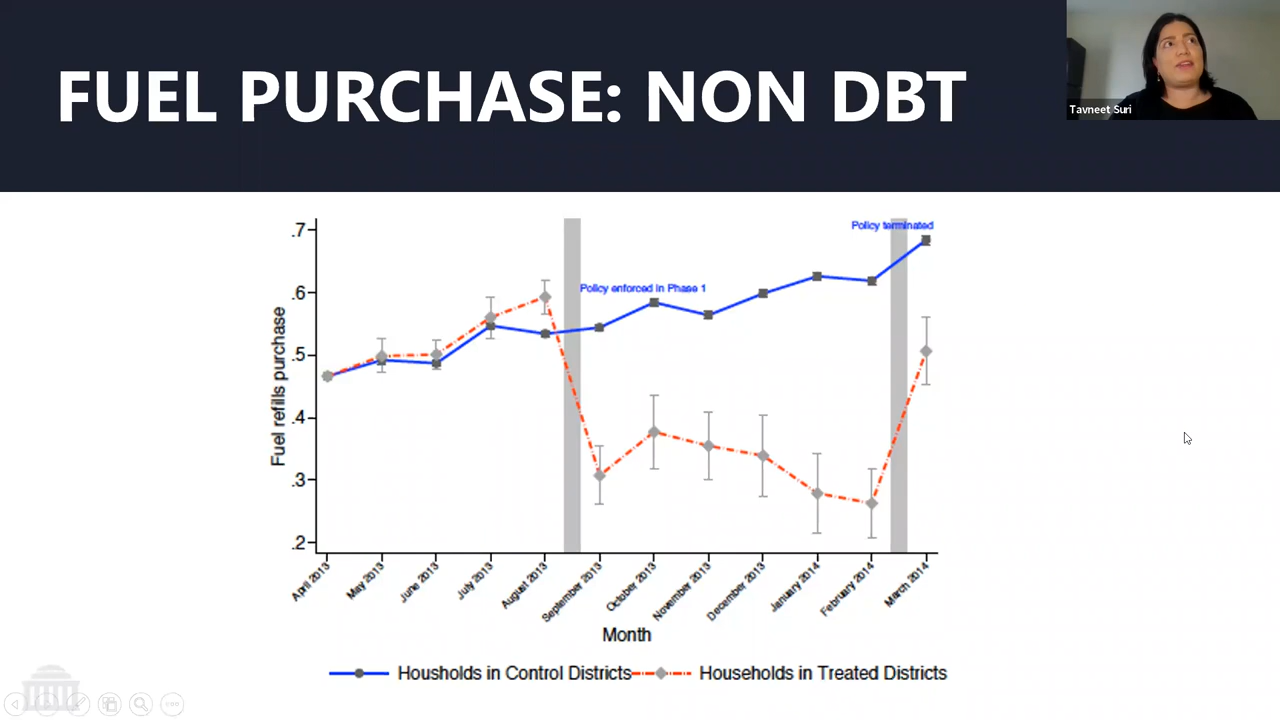 FUEL PURCHASE: NON DBT
Tavneet Suri
Policy terminated
Policy enforced in Phase 1
Fuel refills purchase
.7
.6
.5
.4
.3
.2
April 2013
May 2013
June 2013
July 2013
August 2013
September 2013
October 2013
November 2013
December 2013
January 2014
February 2014
March 2014
Month
Housholds in Control Districts
Households in Treated Districts